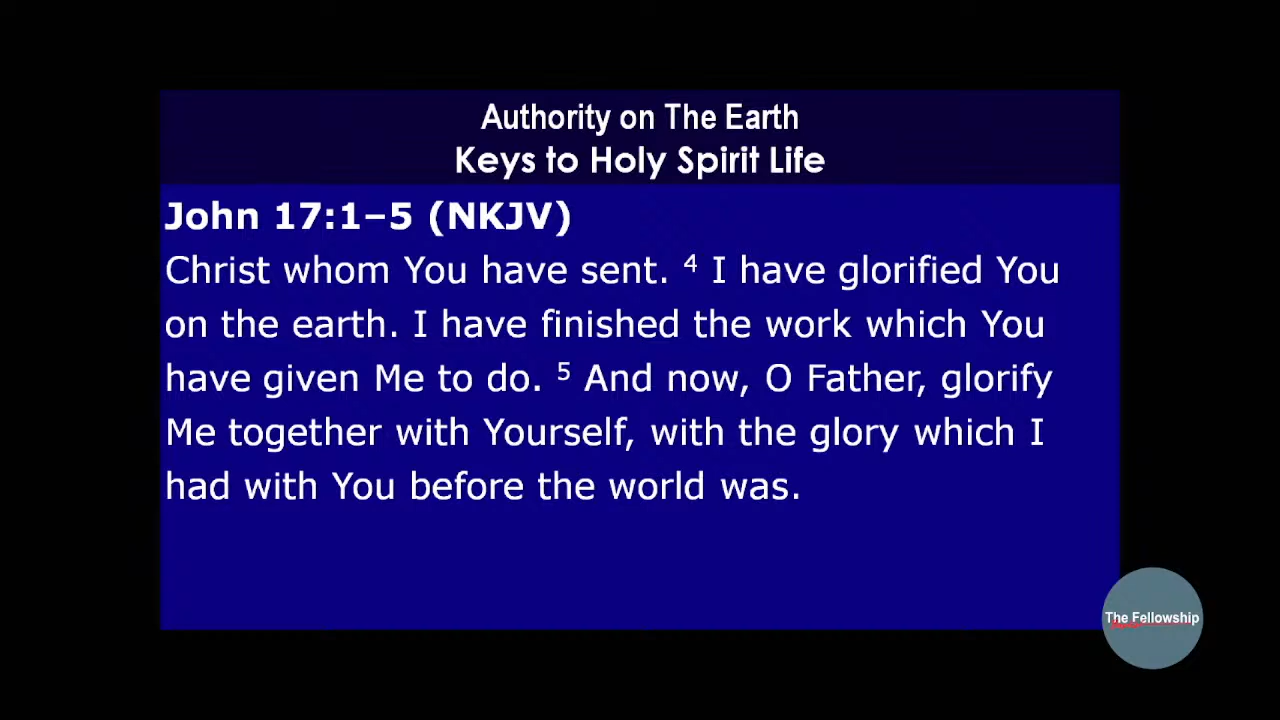 Authority on The Earth
Keys to Holy Spirit Life
John 17:1–5 (NKJV)
Christ whom You have sent. ⁴ I have glorified You
on the earth. I have finished the work which You
have given Me to do. ⁵ And now, O Father, glorify
Me together with Yourself, with the glory which I
had with You before the world was.
The Fellowship